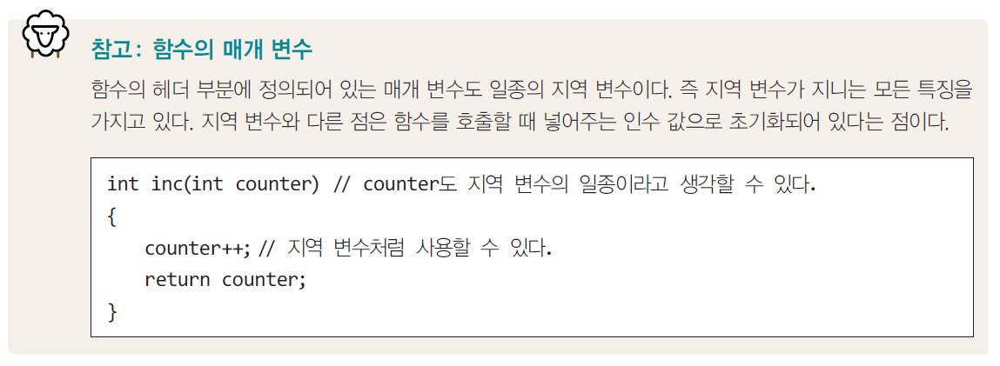 참고: 함수의 매개 변수
함수의 헤더 부분에 정의되어 있는 매개 변수도 일종의 지역 변수이다. 즉 지역 변수가 지니는 모든 특징을
가지고 있다. 지역 변수와 다른 점은 함수를 호출할 때 넣어주는 인수 값으로 초기화되어 있다는 점이다.
int inc(int counter) // counter도 지역 변수의 일종이라고 생각할 수 있다.
{
counter++; // 지역 변수처럼 사용할 수 있다.
return counter;
}